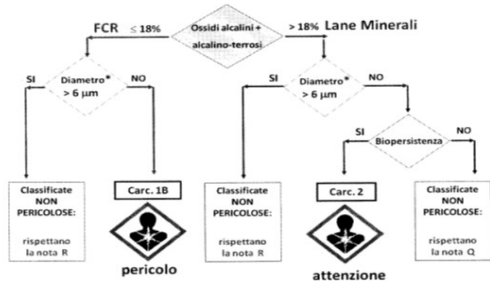 FCR ≤ 18%
Ossidi alcalini +
alcalino-terrosi
> 18% Lane Minerali
SI
Diametro*
> 6 µm
NO
SI
Diametro*
> 6 µm
NO
SI
Biopersistenza
NO
Classificate
NON
PERICOLOSE:
rispettano
la nota R
Carc. 1B
pericolo
Classificate
NON
PERICOLOSE:
rispettano
la nota R
Carc. 2
attenzione
Classificate
NON
PERICOLOSE:
rispettano
la nota Q